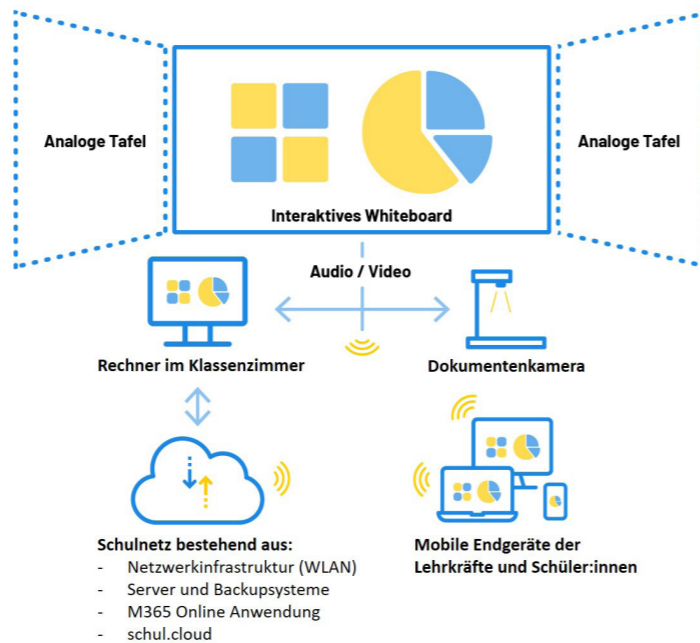 Analoge Tafel
Interaktives Whiteboard
Analoge Tafel
Audio / Video
Rechner im Klassenzimmer
Dokumentenkamera
Schulnetz bestehend aus:
- Netzwerkinfrastruktur (WLAN)
- Server und Backupsysteme
- M365 Online Anwendung
- schul.cloud
Mobile Endgeräte der
Lehrkräfte und Schüler:innen